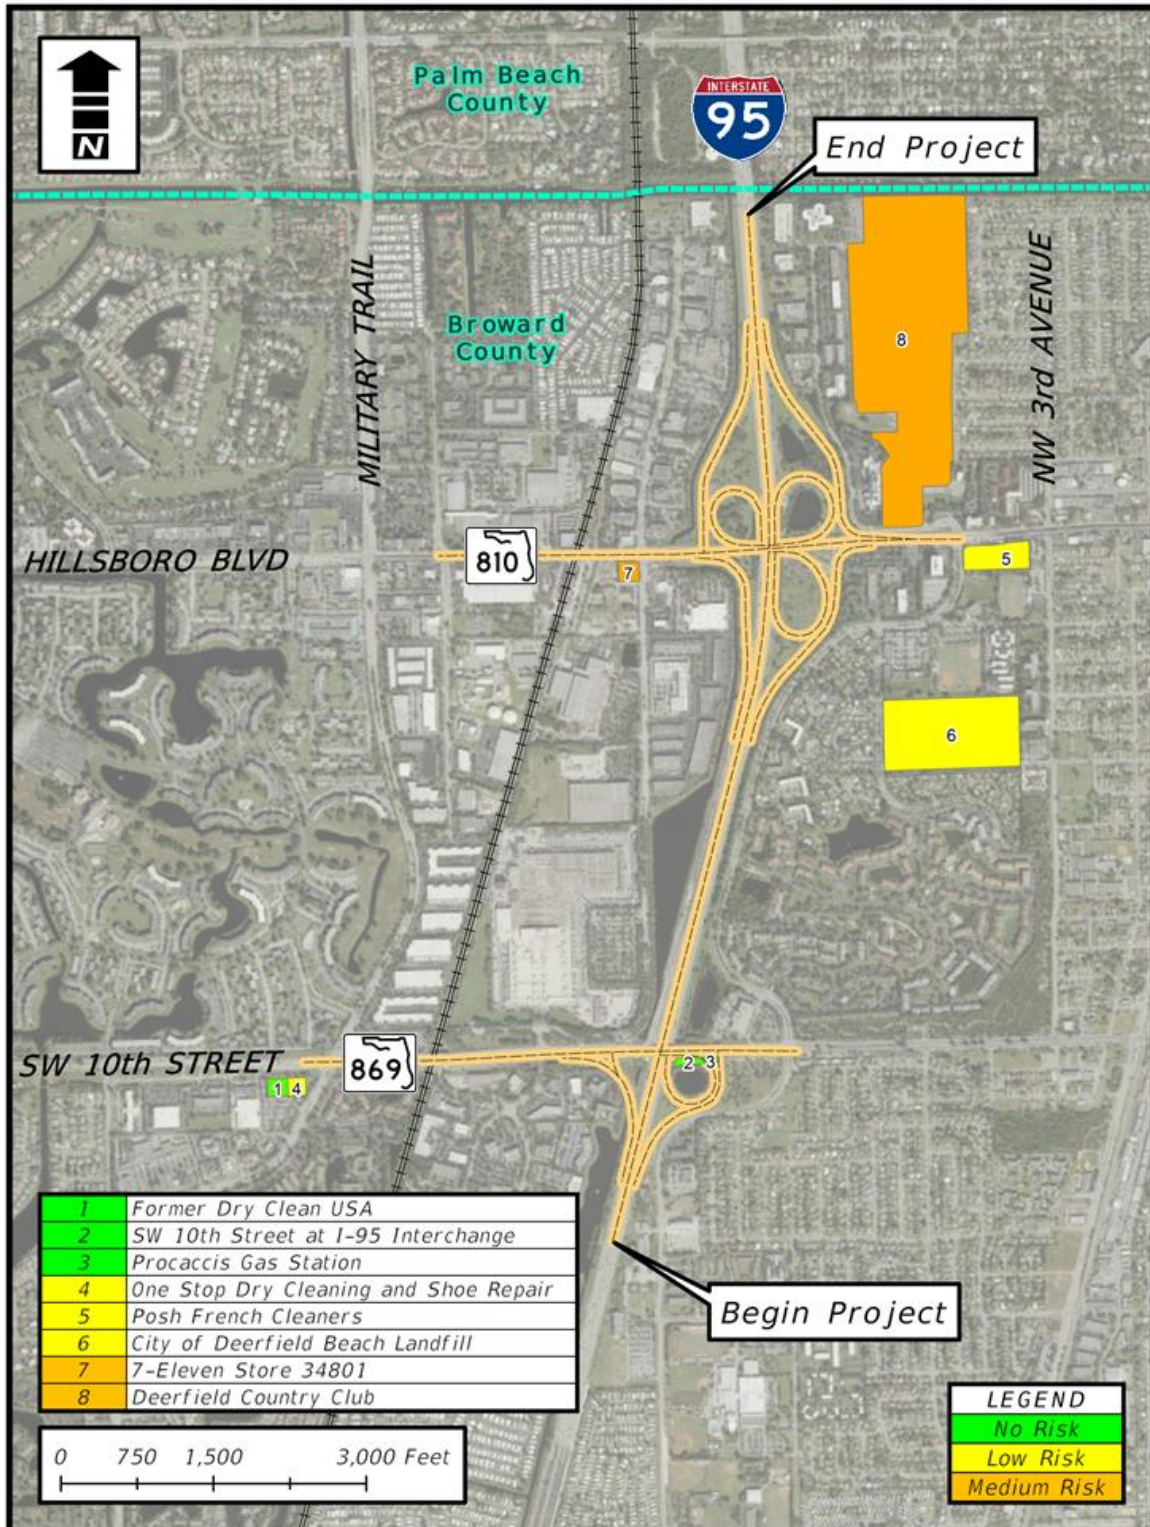 N
Palm Beach
County
INTERSTATE
95
End Project
MILITARY TRAIL
Broward
County
8
NW 3rd AVENUE
HILLSBORO BLVD
810
7
5
6
SW 10th STREET
869
1
4
2
3
1 Former Dry Clean USA
2 SW 10th Street at I-95 Interchange
3 Procaccis Gas Station
4 One Stop Dry Cleaning and Shoe Repair
5 Posh French Cleaners
6 City of Deerfield Beach Landfill
7 7-Eleven Store 34801
8 Deerfield Country Club
Begin Project
LEGEND
No Risk
Low Risk
Medium Risk
0 750 1,500 3,000 Feet